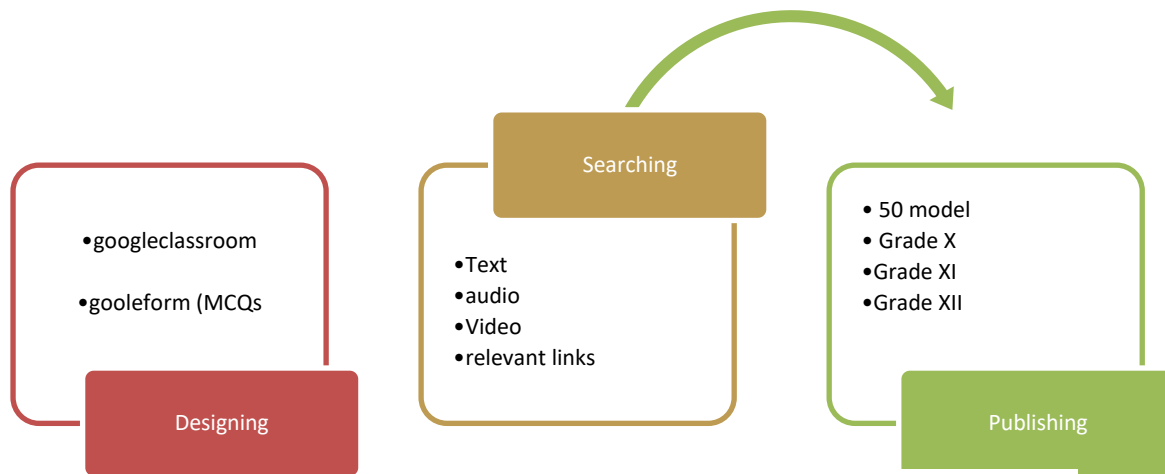 •googleclassroom
•gooleform (MCQs
Designing
Searching
•Text
•audio
•Video
•relevant links
• 50 model
• Grade X
•Grade XI
•Grade XII
Publishing